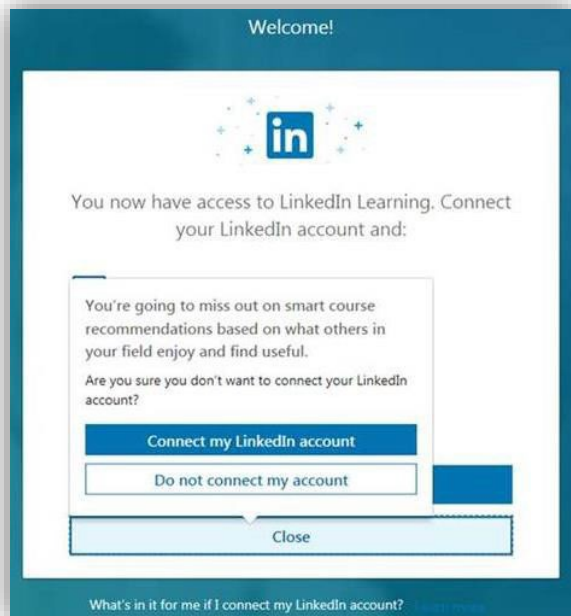 Welcome!
in
You now have access to LinkedIn Learning. Connect
your LinkedIn account and:
You're going to miss out on smart course
recommendations based on what others in
your field enjoy and find useful.
Are you sure you don't want to connect your LinkedIn
account?
Connect my LinkedIn account
Do not connect my account
Close
What's in it for me if I connect my LinkedIn account? Learn more